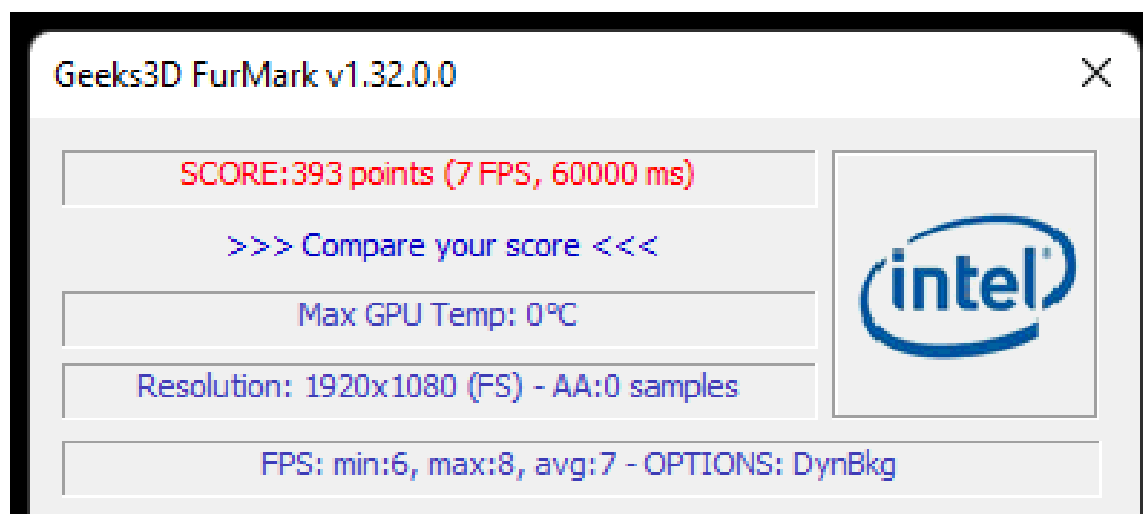 Geeks3D FurMark v1.32.0.0
SCORE:393 points (7 FPS, 60000 ms)
>>> Compare your score <<<
intel
Max GPU Temp: 0ºC
Resolution: 1920x1080 (FS) - AA:0 samples
FPS: min:6, max:8, avg:7 - OPTIONS: DynBkg